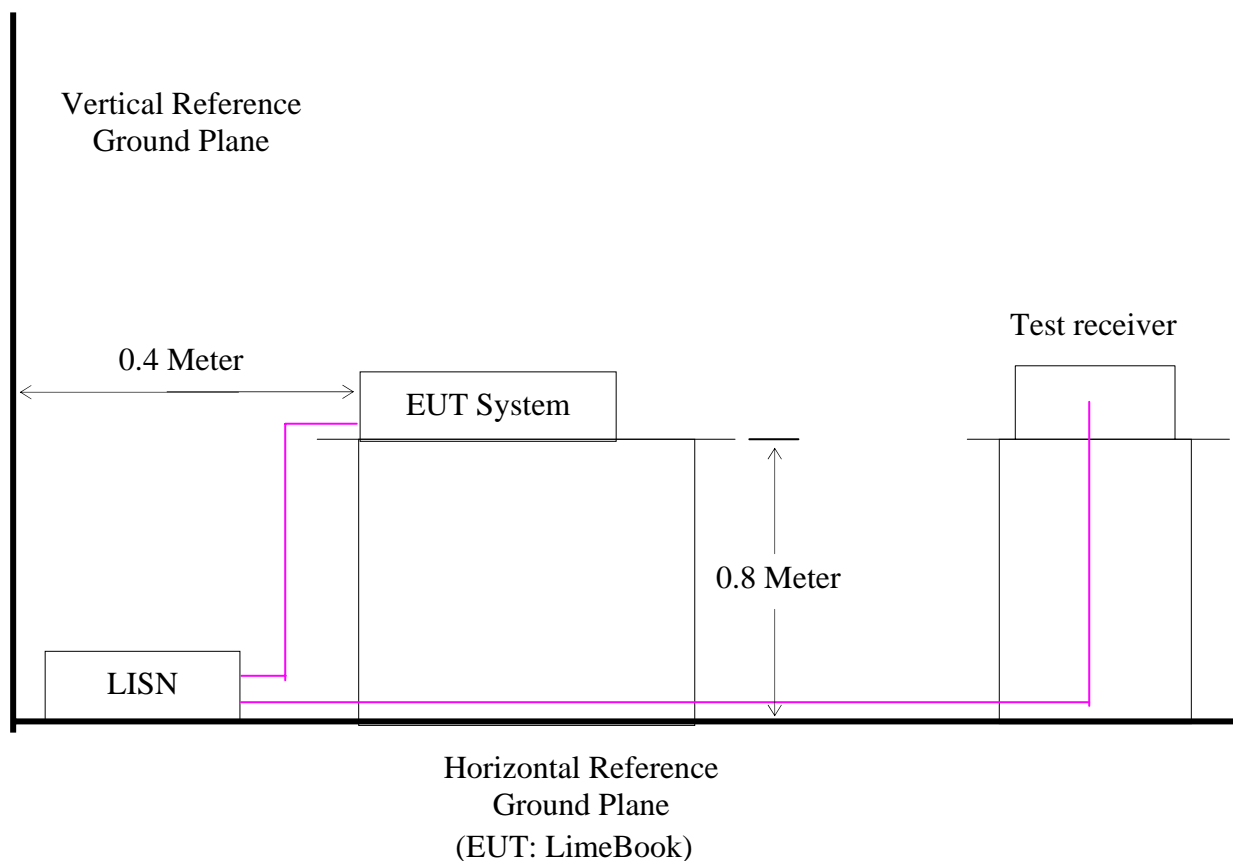 Vertical Reference
Ground Plane
Test receiver
0.4 Meter
EUT System
0.8 Meter
LISN
Horizontal Reference
Ground Plane
(EUT: LimeBook)